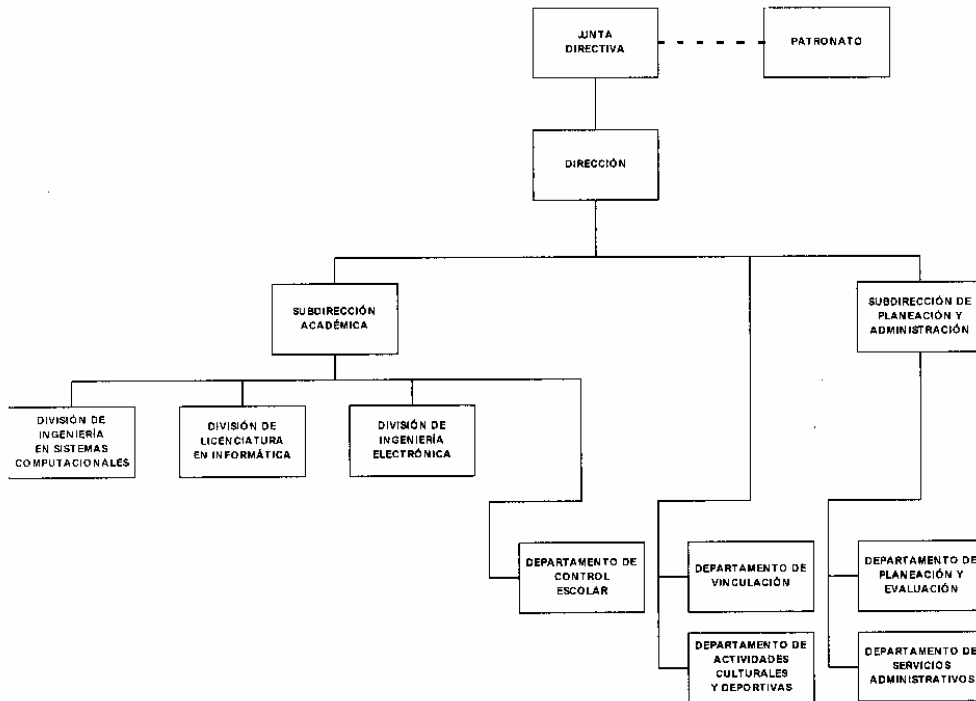 JUNTA
DIRECTIVA
PATRONATO
DIRECCIÓN
SUBDIRECCIÓN
ACADÉMICA
SUBDIRECCIÓN DE
PLANEACIÓN Y
ADMINISTRACIÓN
DIVISIÓN DE
INGENIERÍA
EN SISTEMAS
COMPUTACIONALES
DIVISIÓN DE
LICENCIATURA
EN INFORMÁTICA
DIVISIÓN DE
INGENIERÍA
ELECTRÓNICA
DEPARTAMENTO DE
CONTROL
ESCOLAR
DEPARTAMENTO DE
VINCULACIÓN
DEPARTAMENTO DE
PLANEACIÓN Y
EVALUACIÓN
DEPARTAMENTO DE
ACTIVIDADES
CULTURALES
Y DEPORTIVAS
DEPARTAMENTO DE
SERVICIOS
ADMINISTRATIVOS